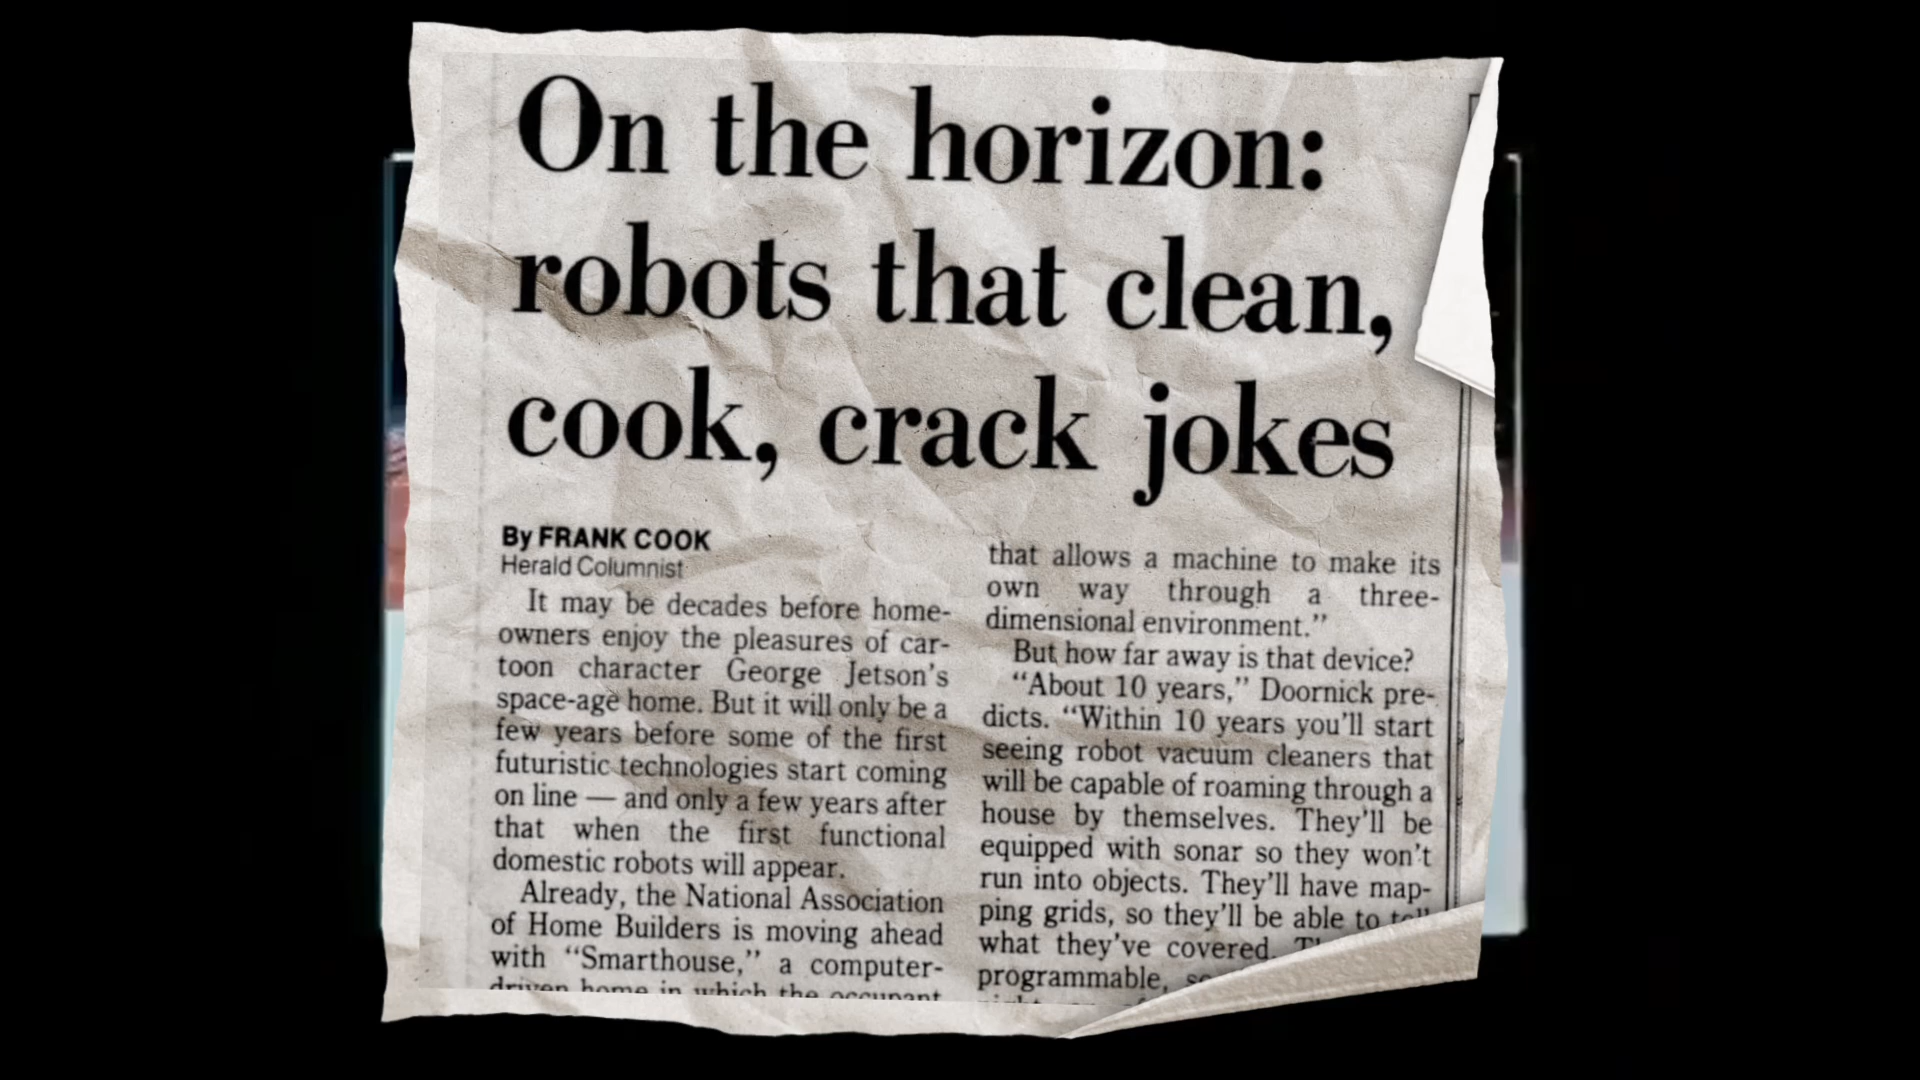 On the horizon:
robots that clean,
cook, crack jokes
By FRANK COOK
Herald Columnist
It may be decades before home-
owners enjoy the pleasures of car-
toon character George Jetson's
space-age home. But it will only be a
few years before some of the first
futuristic technologies start coming
on line — and only a few years after
that when the first functional
domestic robots will appear.
Already, the National Association
of Home Builders is moving ahead
with “Smarthouse,” a computer-
driven home in which the occupant
that allows a machine to make its
own way through a three-
dimensional environment.”
But how far away is that device?
“About 10 years,” Doornick pre-
dicts. “Within 10 years you'll start
seeing robot vacuum cleaners that
will be capable of roaming through a
house by themselves. They'll be
equipped with sonar so they won't
run into objects. They'll have map-
ping grids, so they'll be able to tell
what they've covered.
programmable,